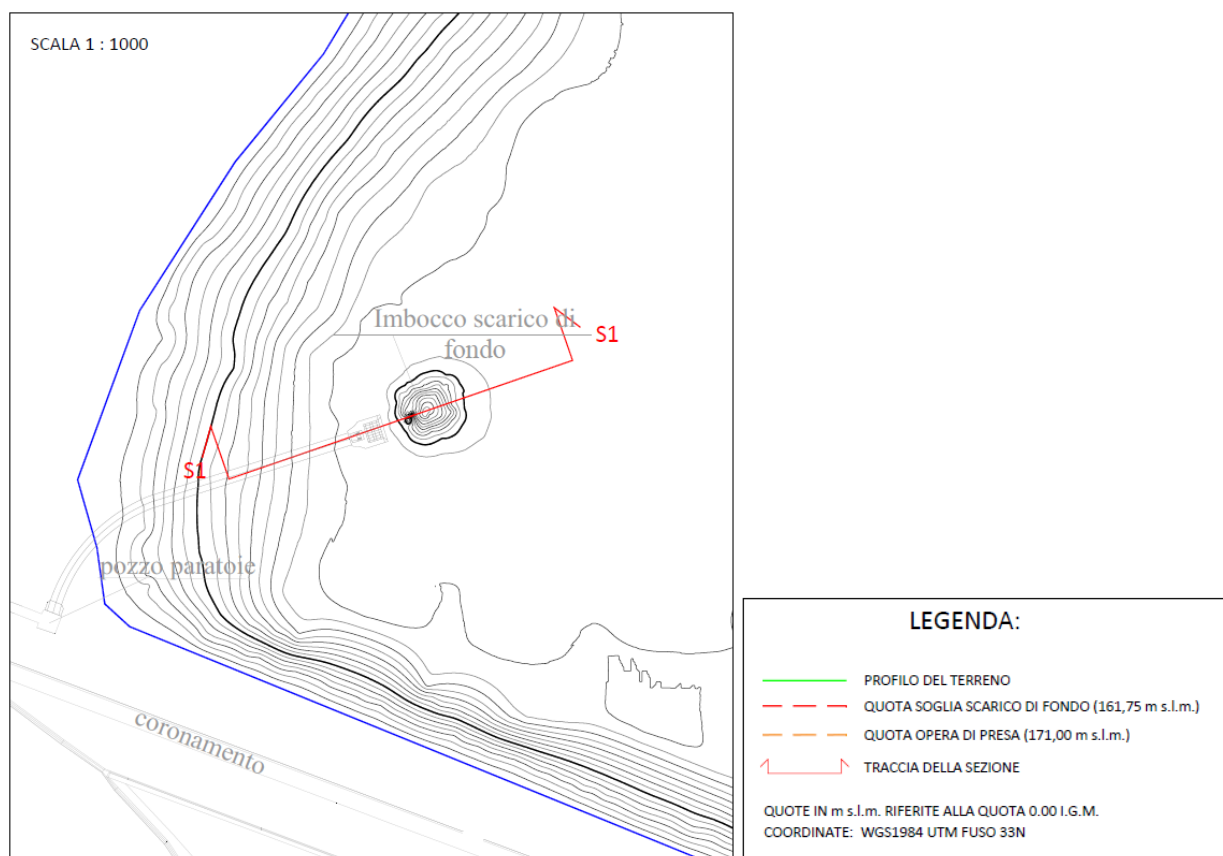 SCALA 1 : 1000
Imbocco scarico di
fondo
S1
S1
pozzo paratoie
coronamento
LEGENDA:
PROFILO DEL TERRENO
QUOTA SOGLIA SCARICO DI FONDO (161,75 m s.l.m.)
QUOTA OPERA DI PRESA (171,00 m s.l.m.)
TRACCIA DELLA SEZIONE
QUOTE IN m s.l.m. RIFERITE ALLA QUOTA 0.00 I.G.M.
COORDINATE: WGS1984 UTM FUSO 33N